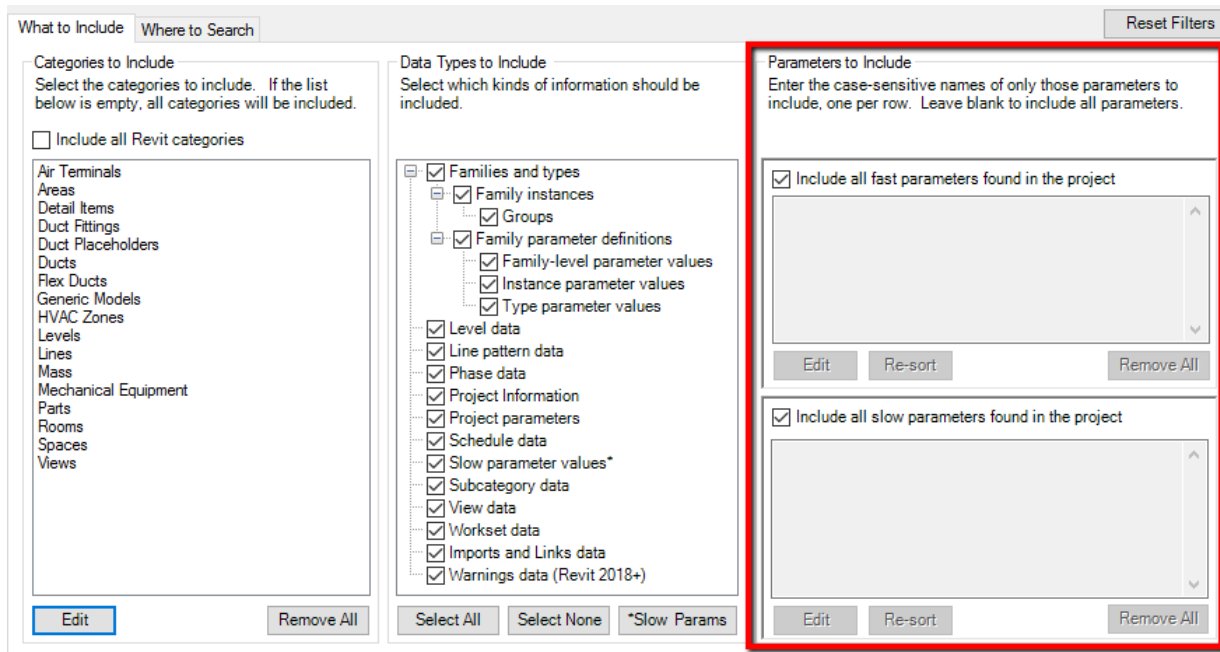 What to Include
Where to Search
Reset Filters
Categories to Include
Select the categories to include. If the list
below is empty, all categories will be included.
Include all Revit categories
Air Terminals
Areas
Detail Items
Duct Fittings
Duct Placeholders
Ducts
Flex Ducts
Generic Models
HVAC Zones
Levels
Lines
Mass
Mechanical Equipment
Parts
Rooms
Spaces
Views
Edit
Remove All
Data Types to Include
Select which kinds of information should be
included.
Families and types
Family instances
Groups
Family parameter definitions
Family-level parameter values
Instance parameter values
Type parameter values
Level data
Line pattern data
Phase data
Project Information
Project parameters
Schedule data
Slow parameter values*
Subcategory data
View data
Workset data
Imports and Links data
Warnings data (Revit 2018+)
Select All
Select None
*Slow Params
Parameters to Include
Enter the case-sensitive names of only those parameters to
include, one per row. Leave blank to include all parameters.
Include all fast parameters found in the project
Edit
Re-sort
Remove All
Include all slow parameters found in the project
Edit
Re-sort
Remove All